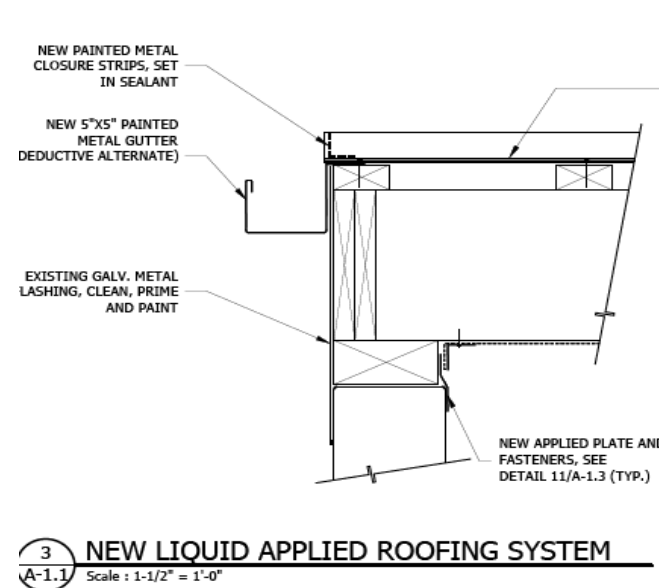 NEW PAINTED METAL
CLOSURE STRIPS, SET
IN SEALANT
NEW 5"X5" PAINTED
METAL GUTTER
DEDUCTIVE ALTERNATE)
EXISTING GALV. METAL
LASHING, CLEAN, PRIME
AND PAINT
NEW APPLIED PLATE AND
FASTENERS, SEE
DETAIL 11/A-1.3 (TYP.)
3
A-1.1
NEW LIQUID APPLIED ROOFING SYSTEM
Scale : 1-1/2" = 1'-0"